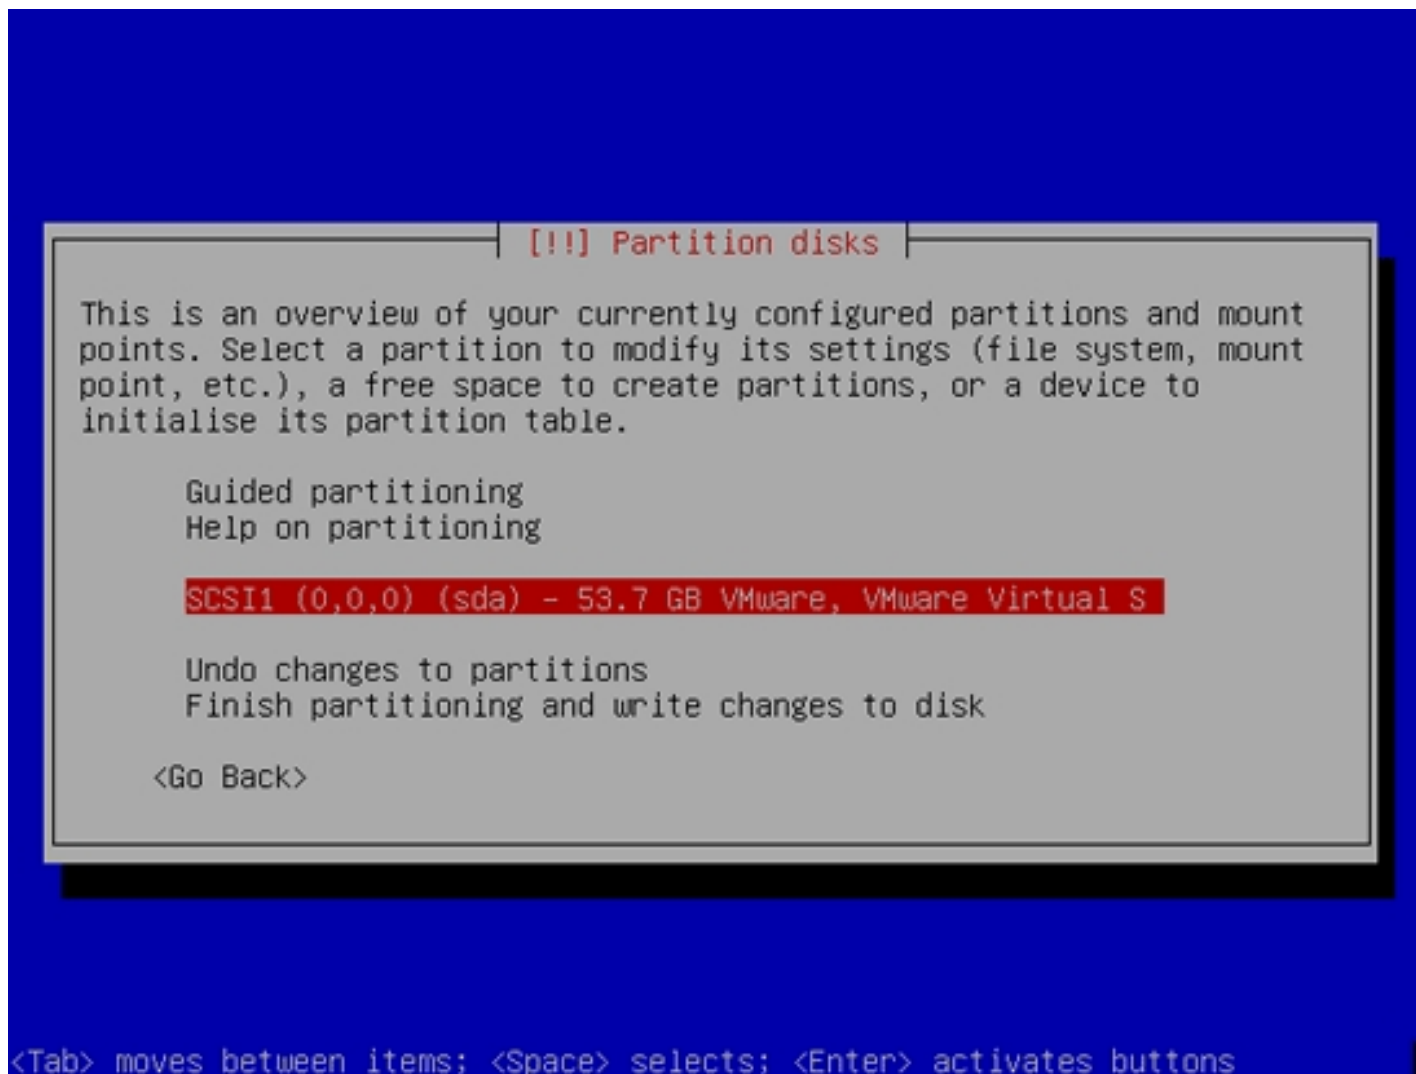 [!!] Partition disks
This is an overview of your currently configured partitions and mount
points. Select a partition to modify its settings (file system, mount
point, etc.), a free space to create partitions, or a device to
initialise its partition table.
Guided partitioning
Help on partitioning
SCSI1 (0,0,0) (sda) - 53.7 GB VMware, VMware Virtual S
Undo changes to partitions
Finish partitioning and write changes to disk
<Go Back>
<Tab> moves between items; <Space> selects; <Enter> activates buttons